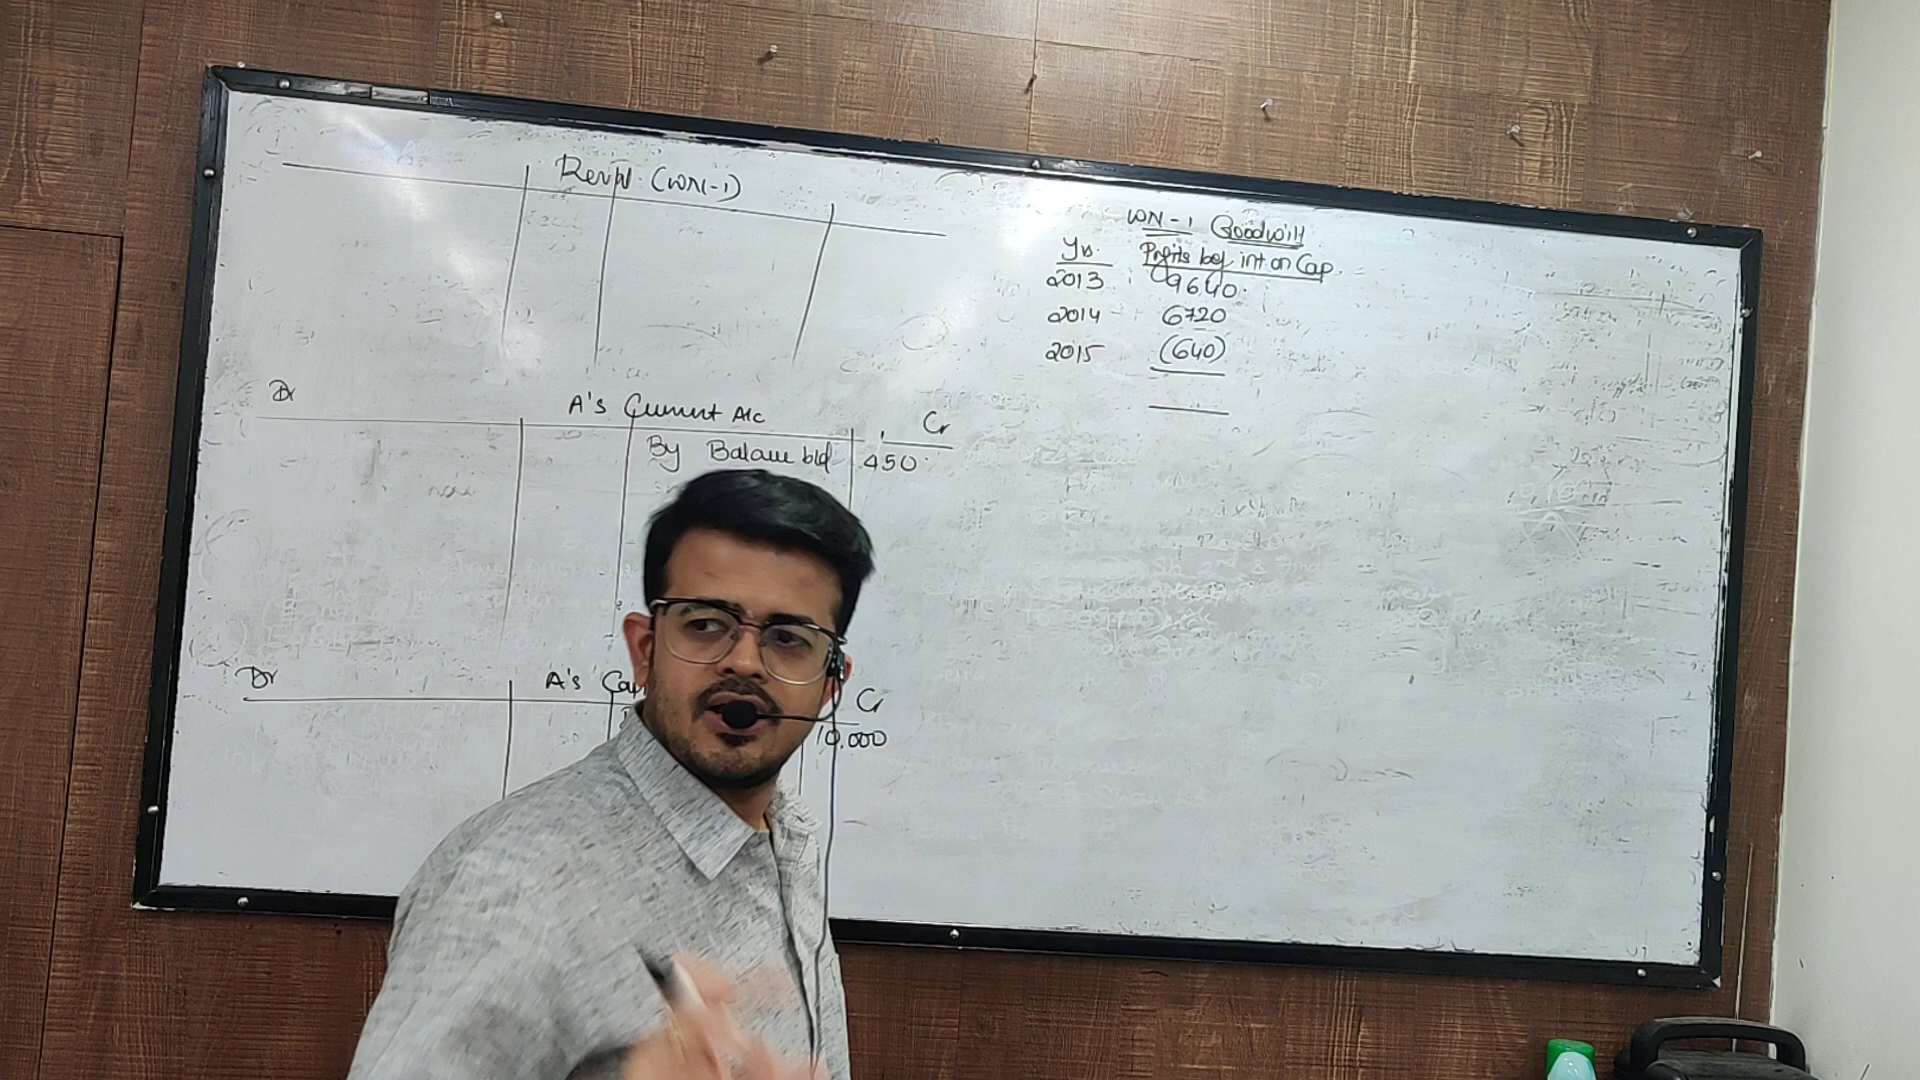 Revl. (WN-1)
Dr
A's Current A/c
Cr
By Balance b/d 450
Dr
A's Cap
Cr
10,000
WN-1 Goodwill
Yr. Profits bef int on Cap.
2013 9640
2014 6720
2015 (640)